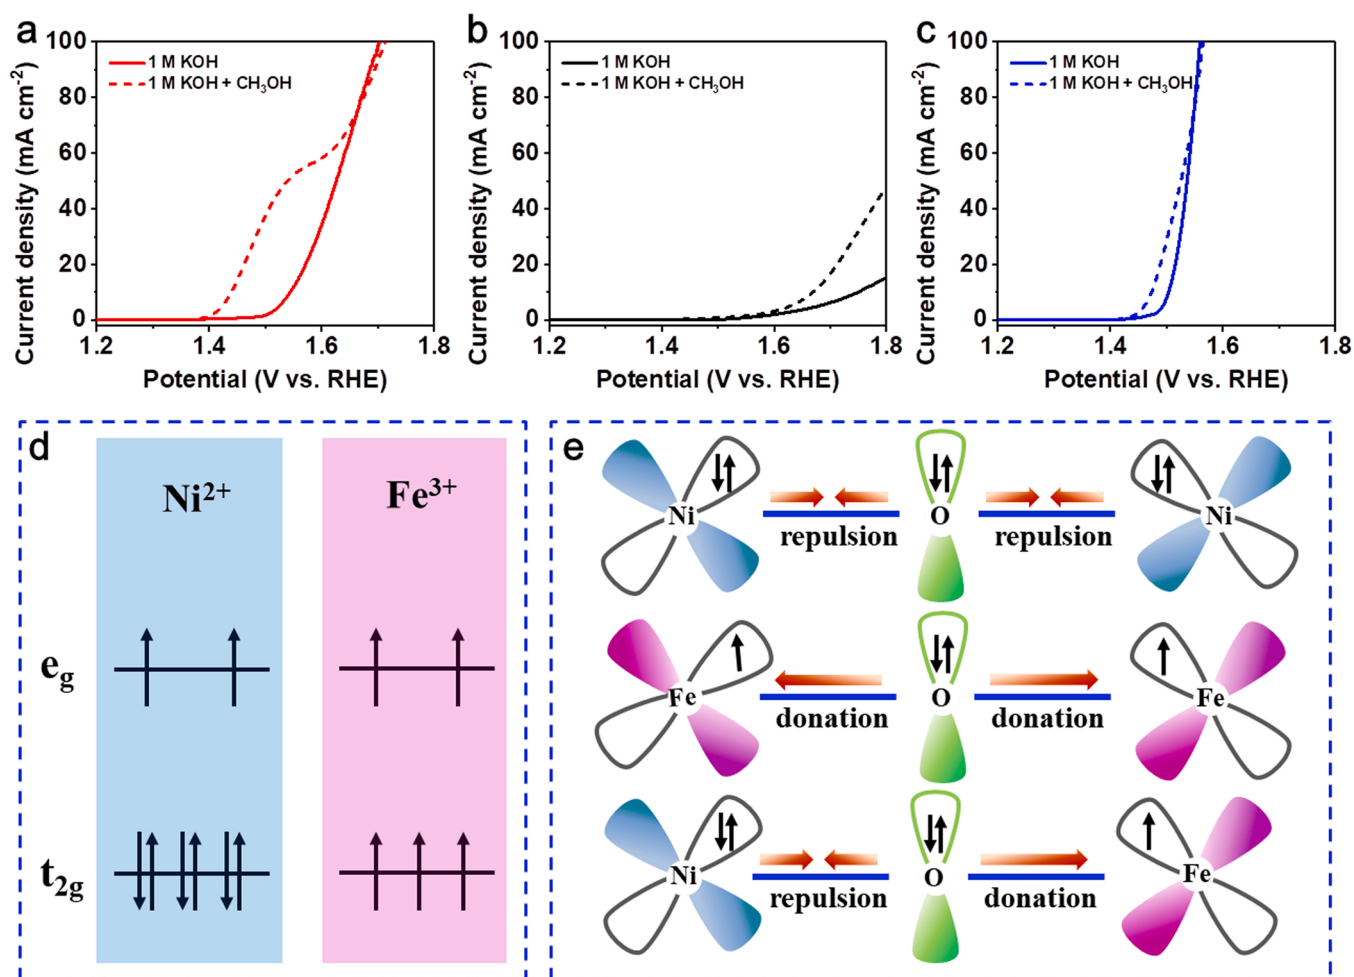 a
100
80
60
40
20
0
Current density (mA cm⁻²)
1 M KOH
1 M KOH + CH₃OH
1.2
1.4
1.6
1.8
Potential (V vs. RHE)
b
100
80
60
40
20
0
Current density (mA cm⁻²)
1 M KOH
1 M KOH + CH₃OH
1.2
1.4
1.6
1.8
Potential (V vs. RHE)
c
100
80
60
40
20
0
Current density (mA cm⁻²)
1 M KOH
1 M KOH + CH₃OH
1.2
1.4
1.6
1.8
Potential (V vs. RHE)
d
Ni²⁺
Fe³⁺
e_g
t_2g
e
Ni
repulsion
O
repulsion
Ni
Fe
donation
O
donation
Fe
Ni
repulsion
O
donation
Fe